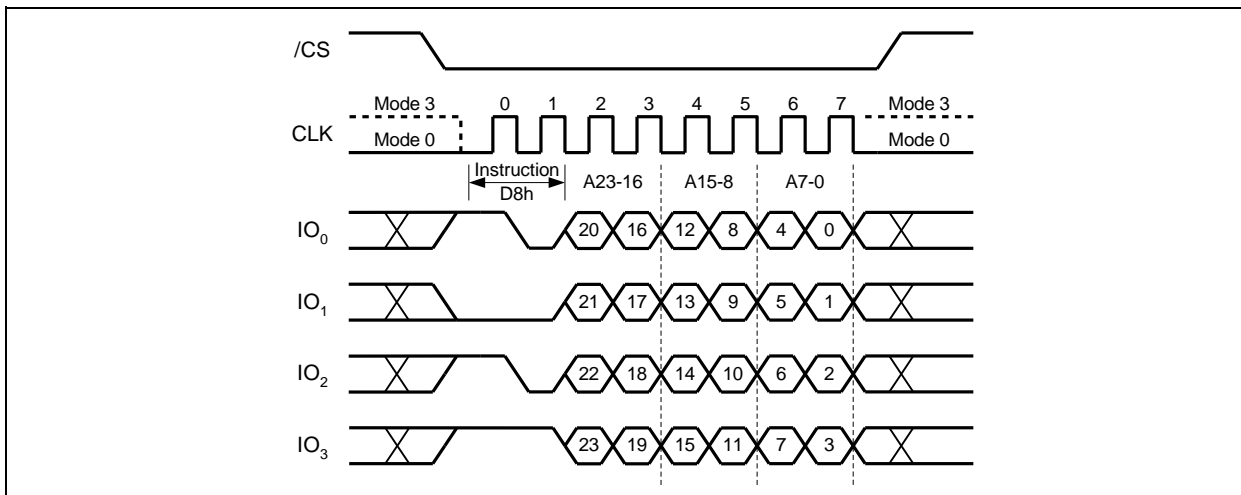 /CS
Mode 3 0 1 2 3 4 5 6 7 Mode 3
CLK Mode 0 Mode 0
Instruction
D8h A23-16 A15-8 A7-0
IO0 20 16 12 8 4 0
IO1 21 17 13 9 5 1
IO2 22 18 14 10 6 2
IO3 23 19 15 11 7 3